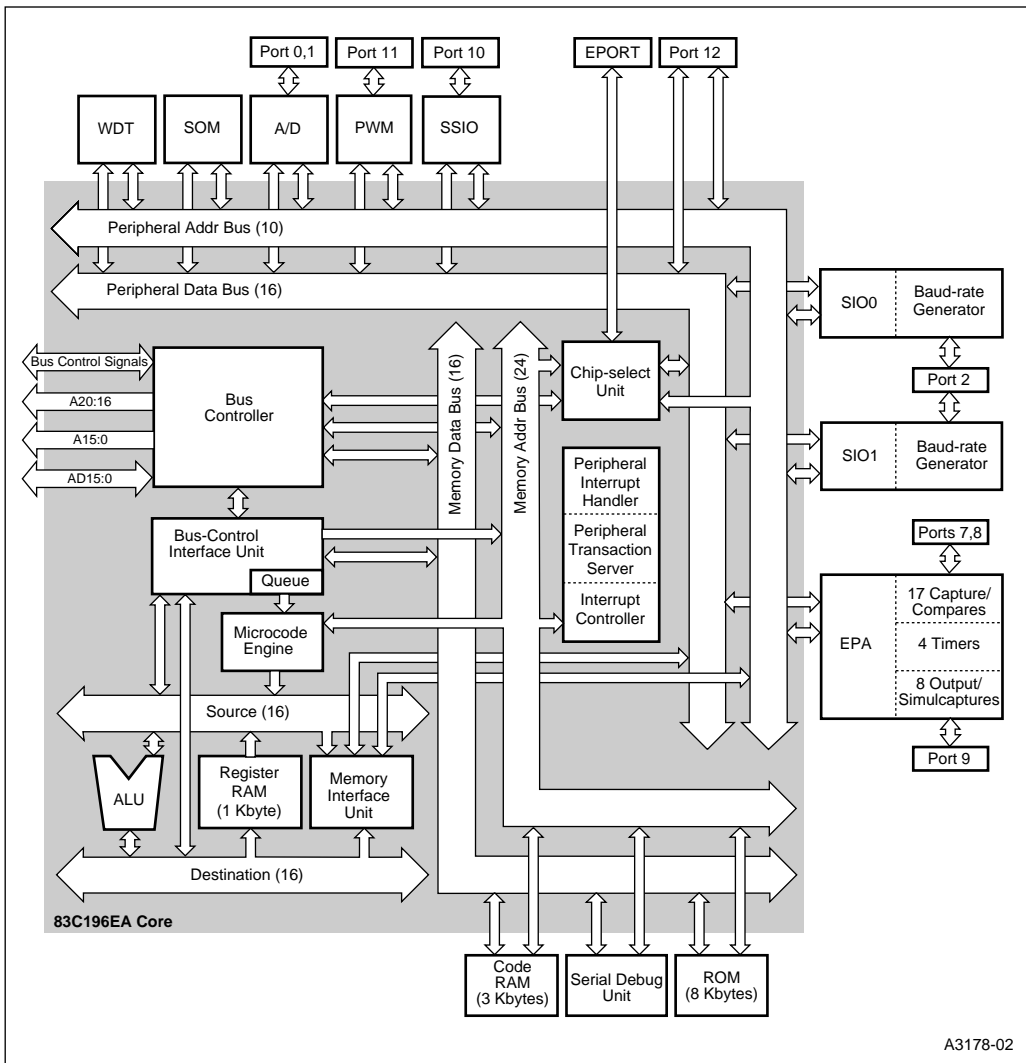 Port 0,1
Port 11
Port 10
EPORT
Port 12
WDT
SOM
A/D
PWM
SSIO
Peripheral Addr Bus (10)
Peripheral Data Bus (16)
SIO0
Baud-rate
Generator
Port 2
SIO1
Baud-rate
Generator
Bus Control Signals
A20:16
A15:0
AD15:0
Bus
Controller
Memory Data Bus (16)
Memory Addr Bus (24)
Chip-select
Unit
Peripheral
Interrupt
Handler
Peripheral
Transaction
Server
Interrupt
Controller
Bus-Control
Interface Unit
Queue
Microcode
Engine
Ports 7,8
EPA
17 Capture/
Compares
4 Timers
8 Output/
Simulcaptures
Port 9
Source (16)
ALU
Register
RAM
(1 Kbyte)
Memory
Interface
Unit
Destination (16)
83C196EA Core
Code
RAM
(3 Kbytes)
Serial Debug
Unit
ROM
(8 Kbytes)
A3178-02